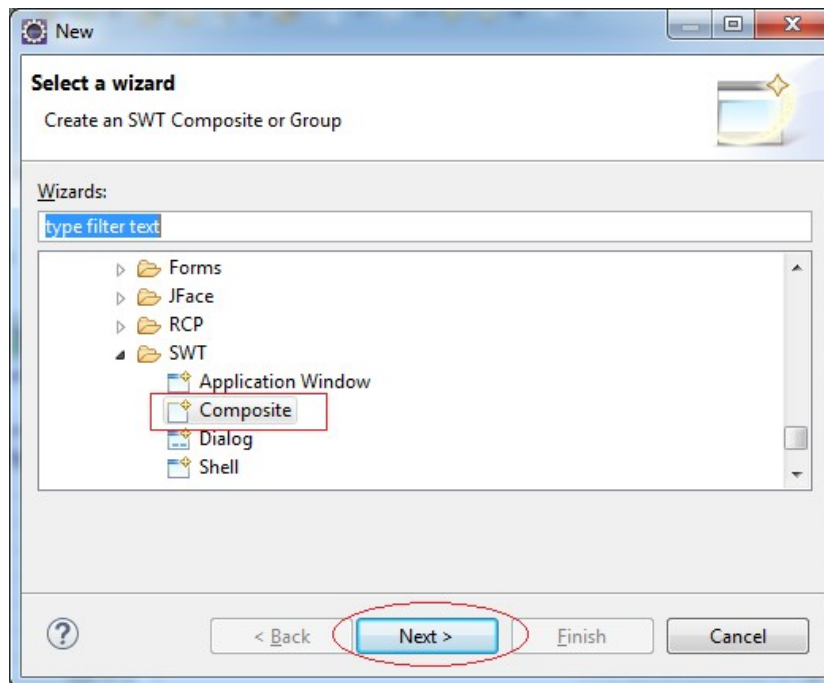 New
Select a wizard
Create an SWT Composite or Group
Wizards:
type filter text
Forms
JFace
RCP
SWT
Application Window
Composite
Dialog
Shell
? < Back Next > Finish Cancel